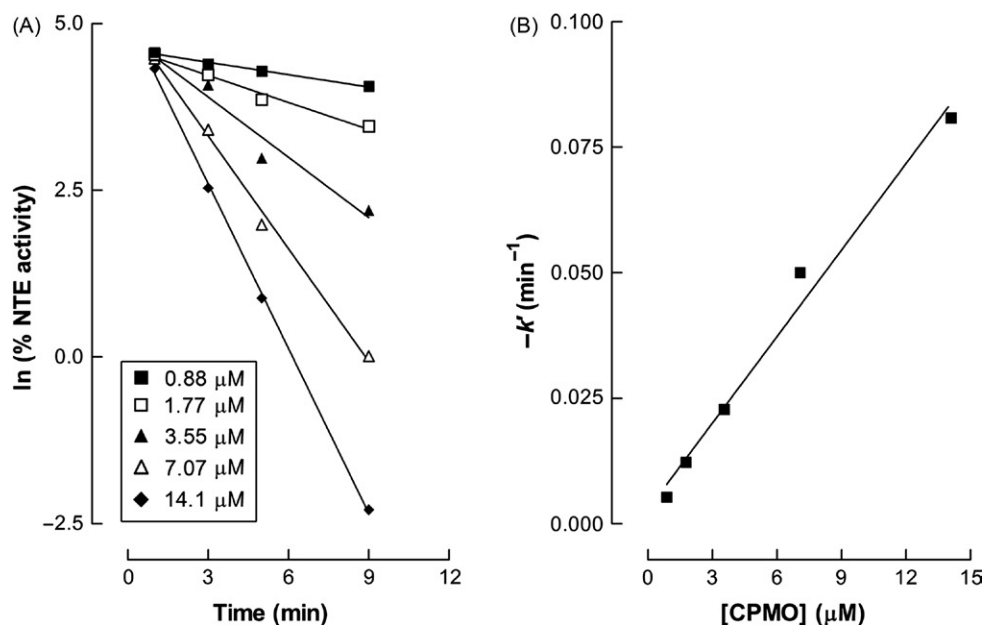 (A)
5.0
2.5
0.0
−2.5
ln (% NTE activity)
0.88 μM
1.77 μM
3.55 μM
7.07 μM
14.1 μM
0 3 6 9 12
Time (min)
(B)
0.100
0.075
0.050
0.025
0.000
−k′ (min⁻¹)
0 3 6 9 12 15
[CPMO] (μM)